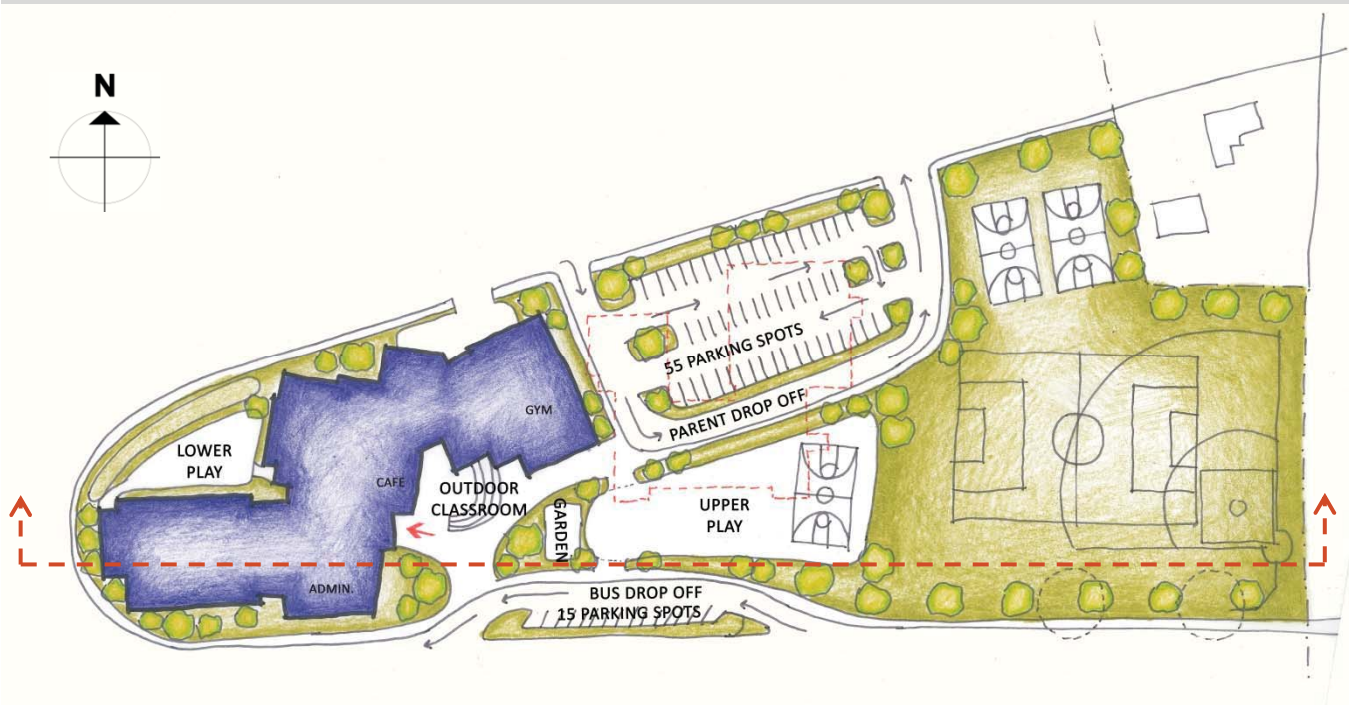 N
55 PARKING SPOTS
PARENT DROP OFF
GYM
LOWER
PLAY
CAFE
OUTDOOR
CLASSROOM
GARDEN
UPPER
PLAY
ADMIN.
BUS DROP OFF
15 PARKING SPOTS